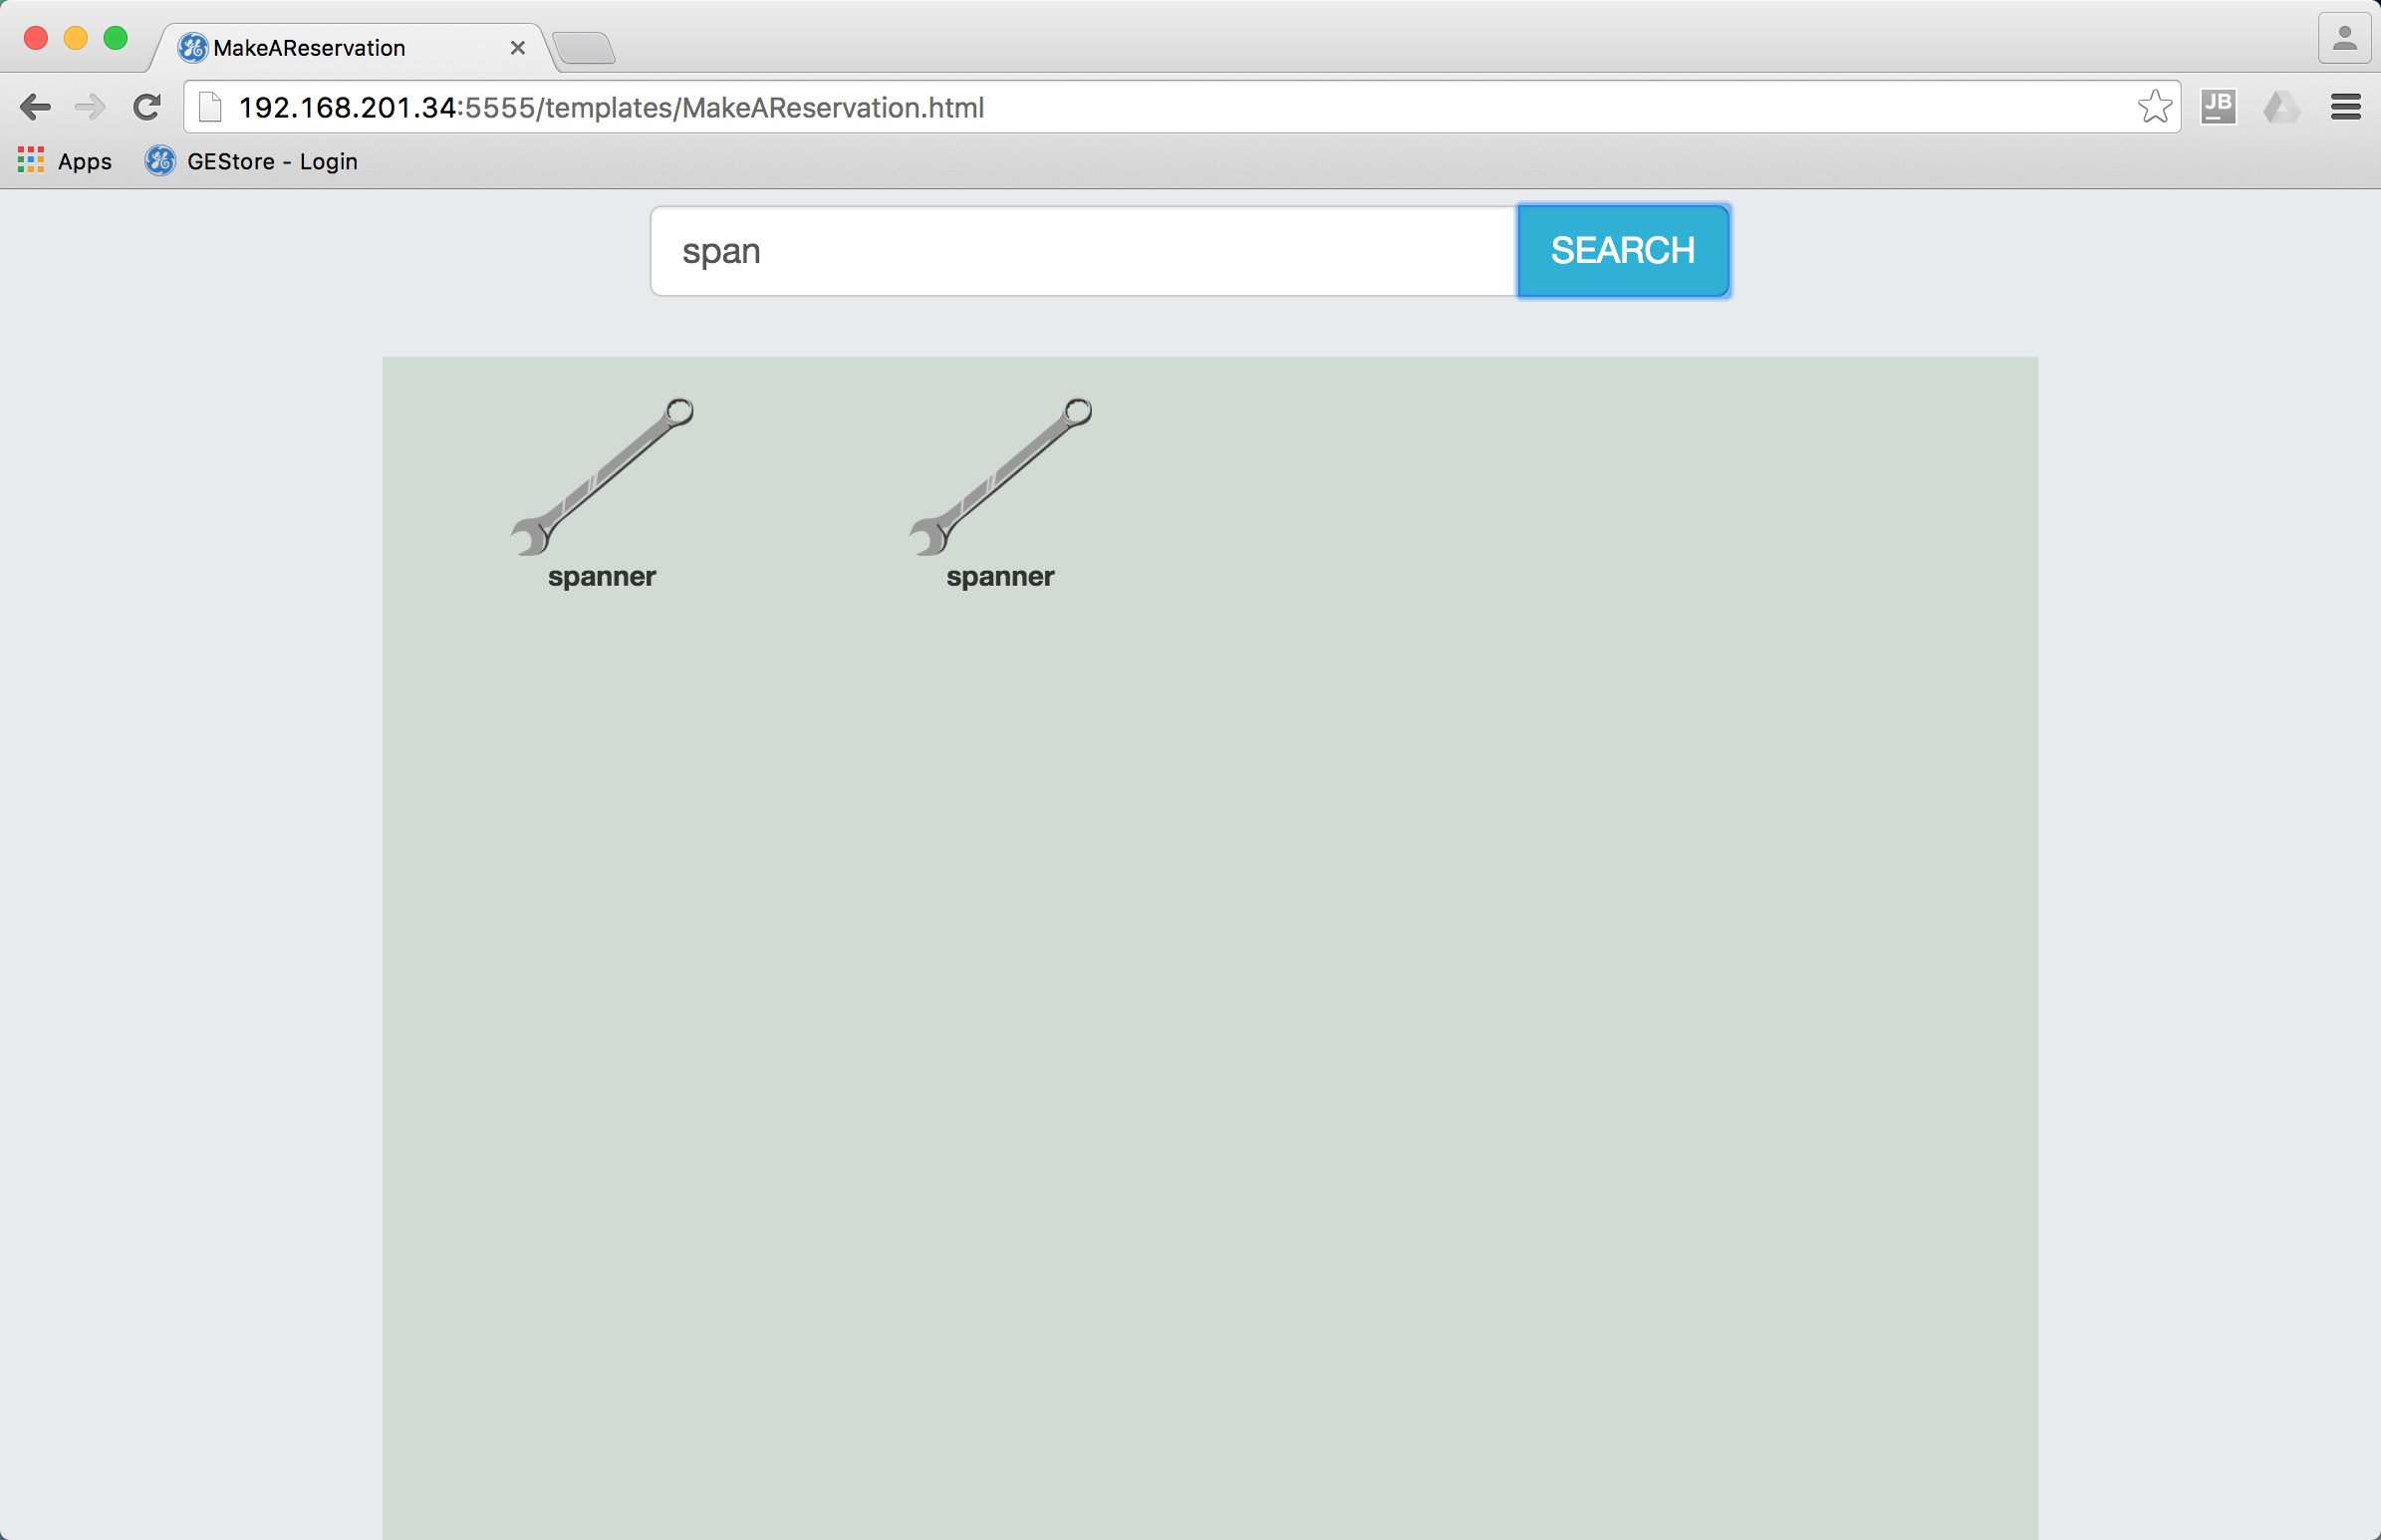 MakeAReservation
192.168.201.34:5555/templates/MakeAReservation.html
JB
Apps
GEStore - Login
span
SEARCH
spanner spanner